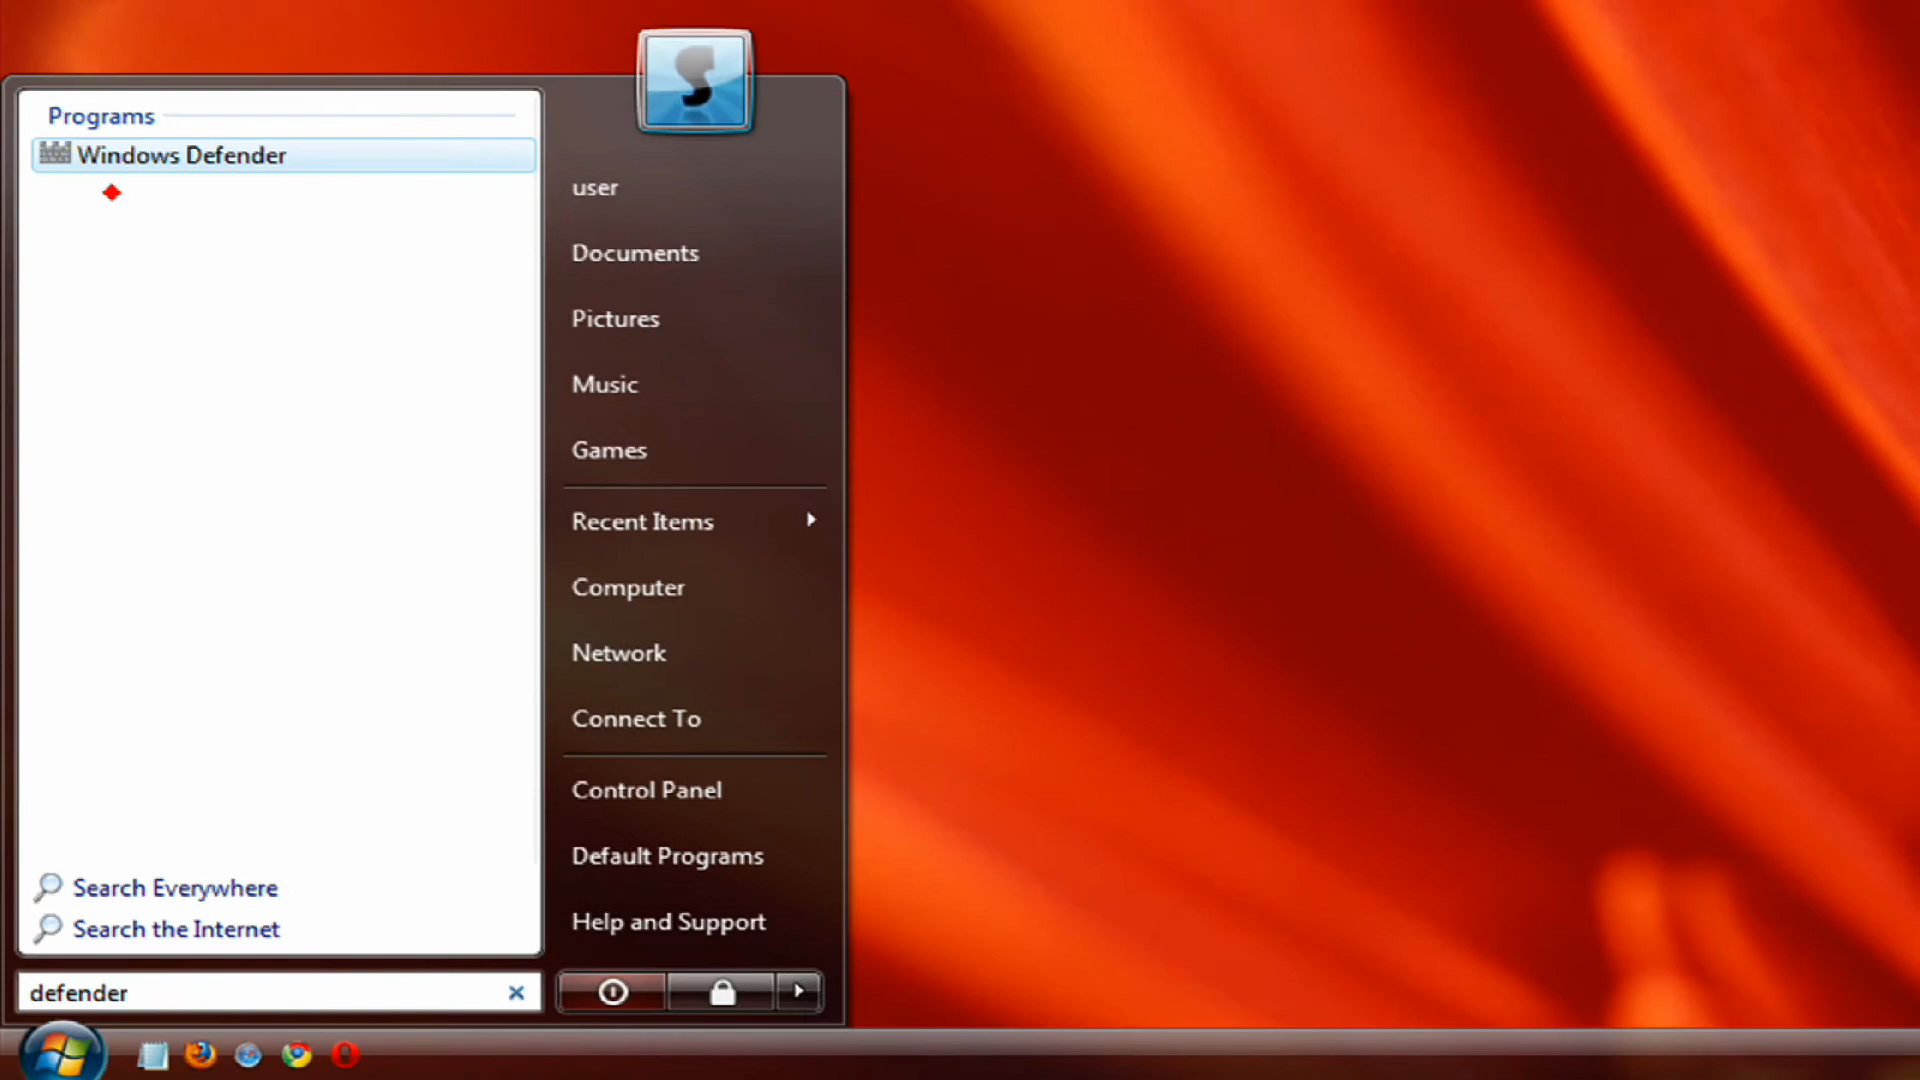 Programs
Windows Defender
user
Documents
Pictures
Music
Games
Recent Items
Computer
Network
Connect To
Control Panel
Default Programs
Help and Support
Search Everywhere
Search the Internet
defender